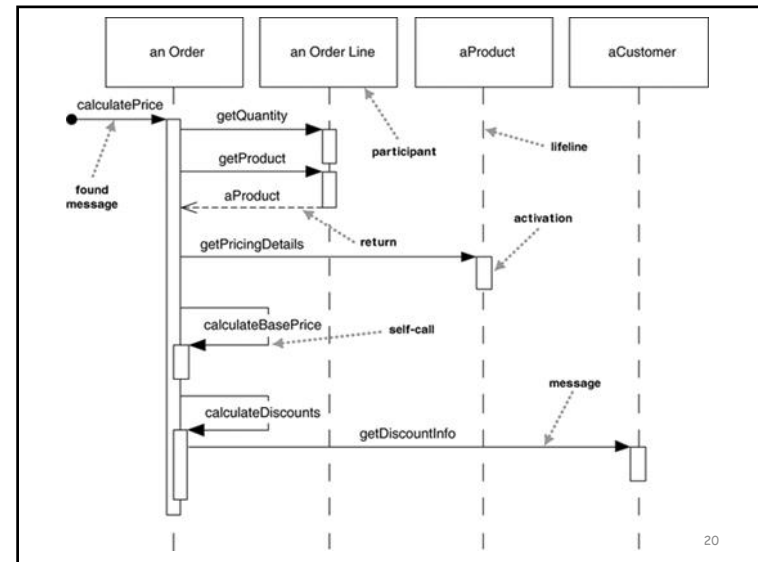 an Order
an Order Line
aProduct
aCustomer
calculatePrice
getQuantity
participant
lifeline
getProduct
found
message
aProduct
return
activation
getPricingDetails
calculateBasePrice
self-call
message
calculateDiscounts
getDiscountInfo
20